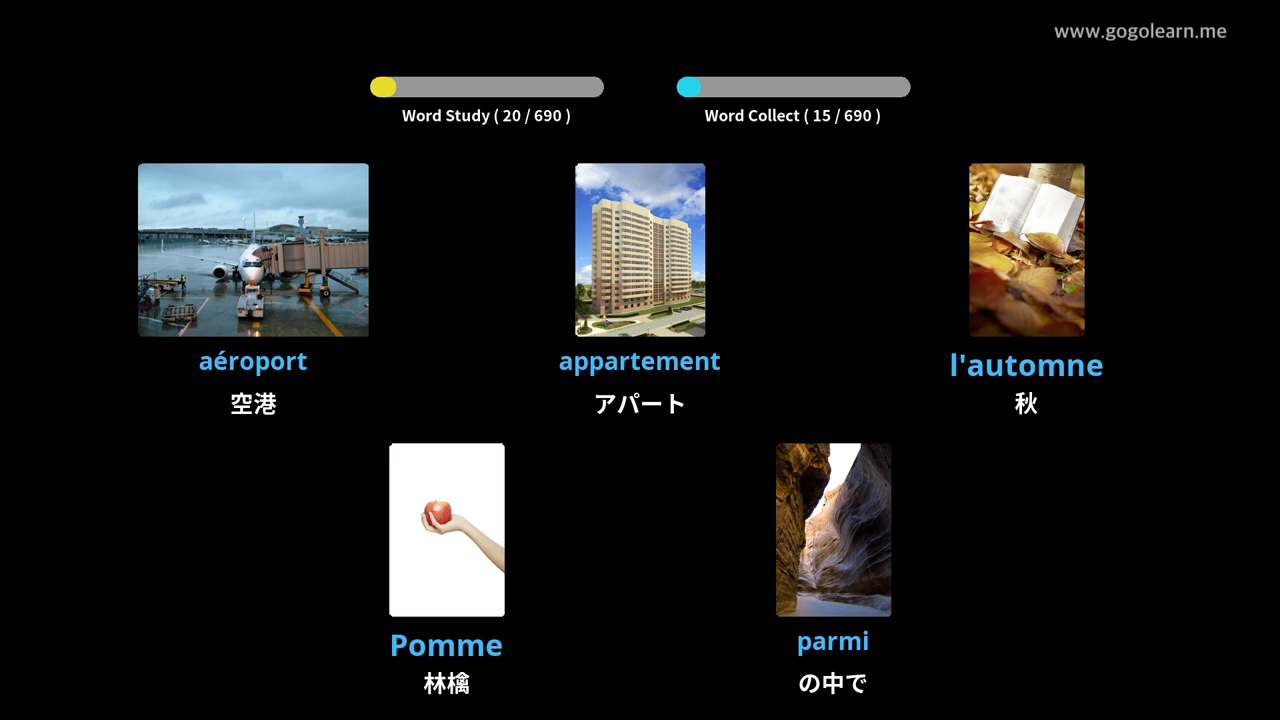 www.gogolearn.me
Word Study ( 20 / 690 )
Word Collect ( 15 / 690 )
aéroport
空港
appartement
アパート
l'automne
秋
Pomme
林檎
parmi
の中で